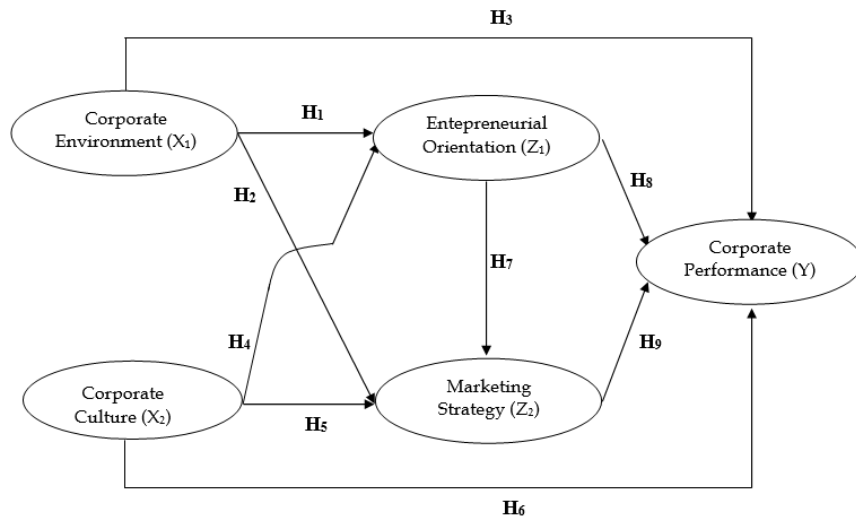 H₃
Corporate
Environment (X₁)
H₁
Entepreneurial
Orientation (Z₁)
H₂
H₈
H₇
Corporate
Performance (Y)
H₄
H₉
Corporate
Culture (X₂)
H₅
Marketing
Strategy (Z₂)
H₆